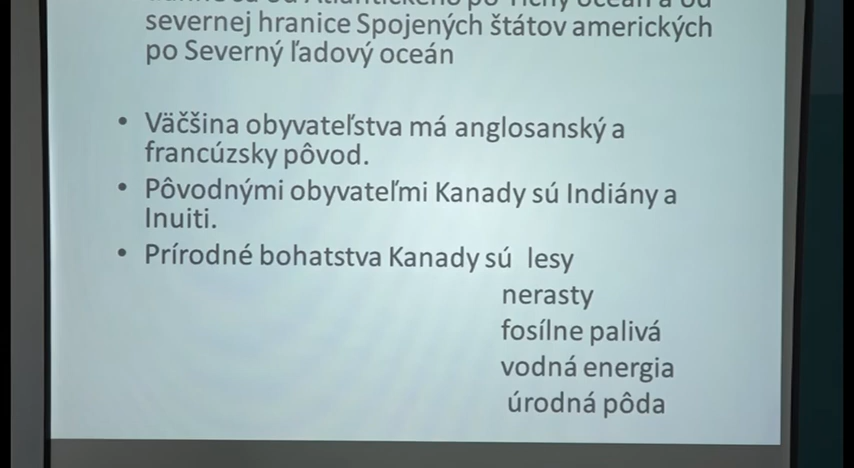 severnej hranice Spojených štátov amerických
po Severný ľadový oceán
• Väčšina obyvateľstva má anglosanský a
francúzsky pôvod.
• Pôvodnými obyvateľmi Kanady sú Indiány a
Inuiti.
• Prírodné bohatstva Kanady sú lesy
nerasty
fosílne palivá
vodná energia
úrodná pôda